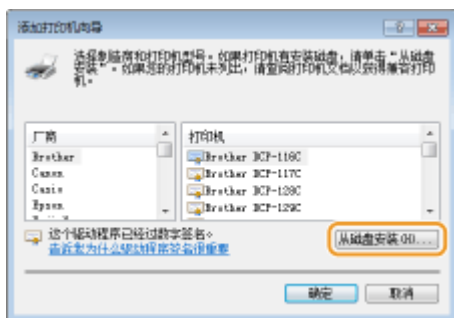 添加打印机向导
选择制造商和打印机型号。如果打印机有安装磁盘，请单击“从磁盘
安装”。如果您的打印机未列出，请查阅打印机文档以获得兼容打印
机。
厂商
打印机
Brother
Canon
Casio
Epson
Brother DCP-116C
Brother DCP-117C
Brother DCP-128C
Brother DCP-129C
这个驱动程序已经过数字签名。
告诉我为什么驱动程序签名很重要
从磁盘安装(H)...
确定
取消